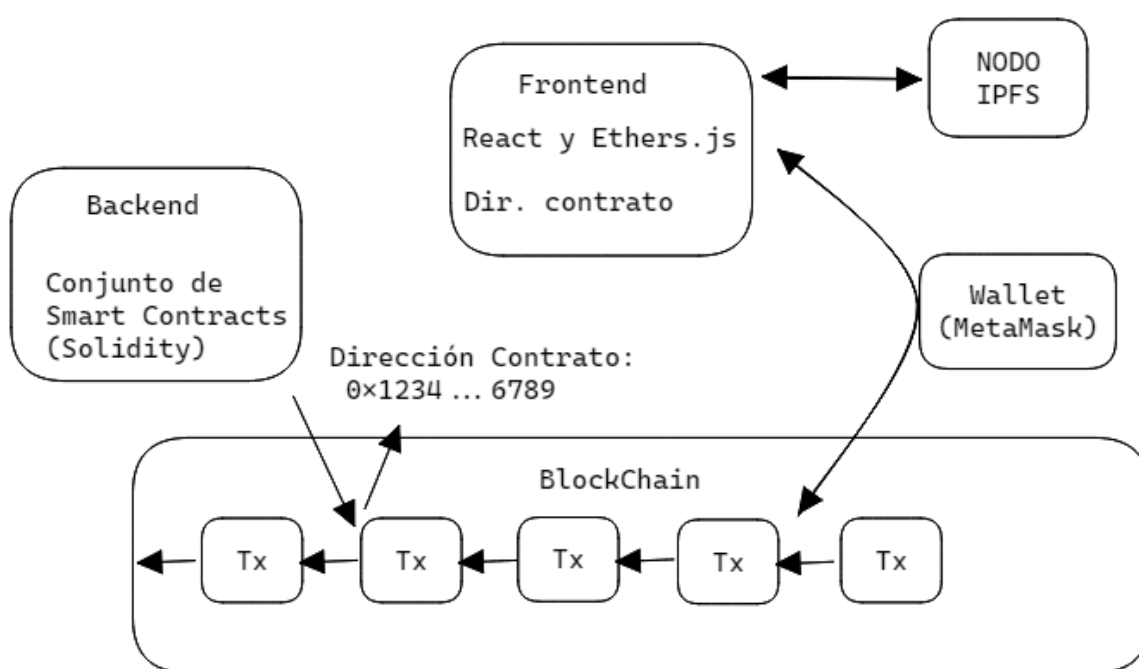 Frontend
React y Ethers.js
Dir. contrato
NODO
IPFS
Backend
Conjunto de
Smart Contracts
(Solidity)
Wallet
(MetaMask)
Dirección Contrato:
0×1234 ... 6789
BlockChain
Tx
Tx
Tx
Tx
Tx